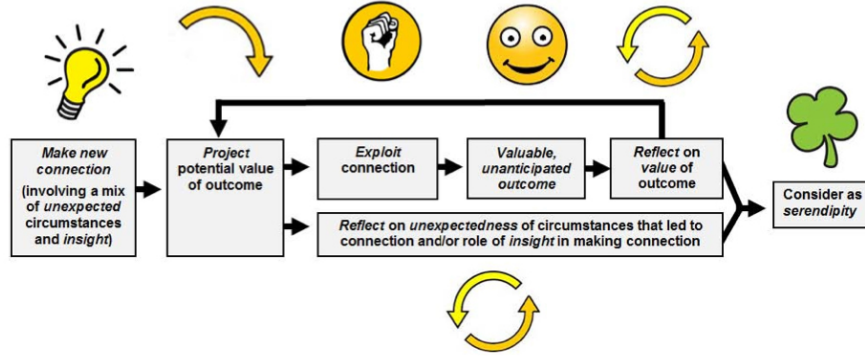 Make new
connection
(involving a mix
of unexpected
circumstances
and insight)
Project
potential value
of outcome
Exploit
connection
Valuable,
unanticipated
outcome
Reflect on
value of
outcome
Reflect on unexpectedness of circumstances that led to
connection and/or role of insight in making connection
Consider as
serendipity